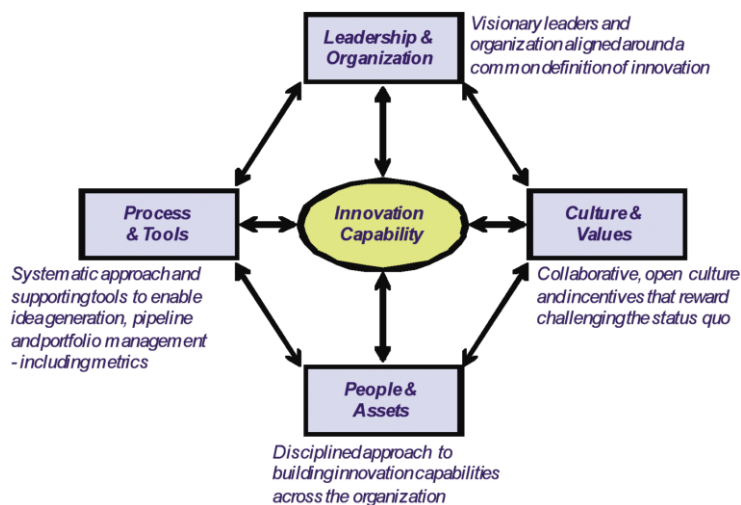 Leadership &
Organization
Visionary leaders and
organization aligned around a
common definition of innovation
Process
& Tools
Innovation
Capability
Culture &
Values
Systematic approach and
supporting tools to enable
idea generation, pipeline
and portfolio management
- including metrics
Collaborative, open culture
and incentives that reward
challenging the status quo
People &
Assets
Disciplined approach to
building innovation capabilities
across the organization